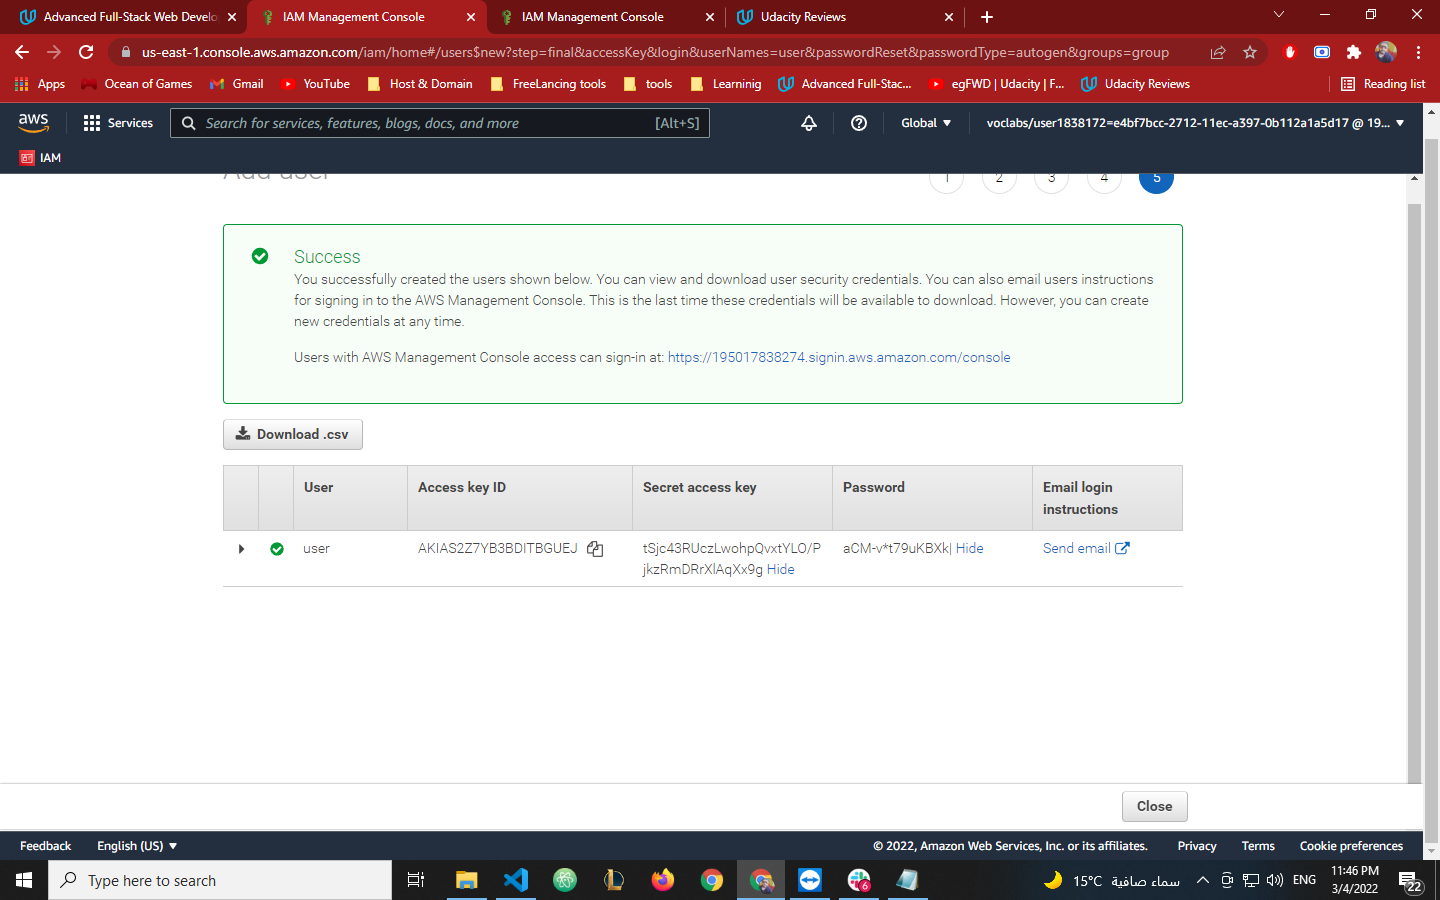 Advanced Full-Stack Web Develo
IAM Management Console
IAM Management Console
Udacity Reviews
us-east-1.console.aws.amazon.com/iam/home#/users$new?step=final&accessKey&login&userNames=user&passwordReset&passwordType=autogen&groups=group
Apps
Ocean of Games
Gmail
YouTube
Host & Domain
FreeLancing tools
tools
Learninig
Advanced Full-Stac...
egFWD | Udacity | F...
Udacity Reviews
Reading list
aws
Services
Search for services, features, blogs, docs, and more
[Alt+S]
Global
voclabs/user1838172=e4bf7bcc-2712-11ec-a397-0b112a1a5d17 @ 19...
IAM
Add user
1 2 3 4 5
Success
You successfully created the users shown below. You can view and download user security credentials. You can also email users instructions
for signing in to the AWS Management Console. This is the last time these credentials will be available to download. However, you can create
new credentials at any time.
Users with AWS Management Console access can sign-in at: https://195017838274.signin.aws.amazon.com/console
Download .csv
User
Access key ID
Secret access key
Password
Email login
instructions
user
AKIAS2Z7YB3BDITBGUEJ
tSjc43RUczLwohpQvxtYLO/P
jkzRmDRrXlAqXx9g Hide
aCM-v*t79uKBXk| Hide
Send email
Close
Feedback
English (US)
© 2022, Amazon Web Services, Inc. or its affiliates.
Privacy
Terms
Cookie preferences
Type here to search
6
15°C سماء صافية
ENG
11:46 PM
3/4/2022
22